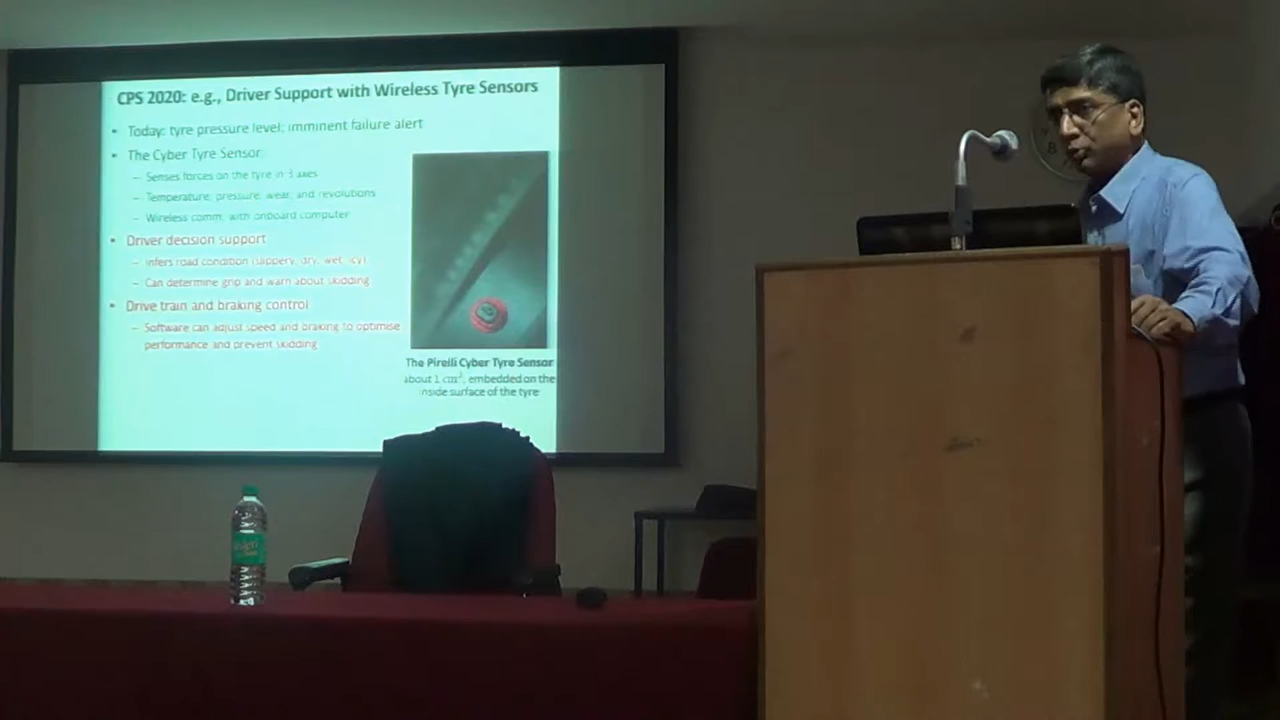 CPS 2020: e.g., Driver Support with Wireless Tyre Sensors
• Today: tyre pressure level; imminent failure alert
• The Cyber Tyre Sensor:
– Senses forces on the tyre in 3 axes
– Temperature, pressure, wear, and revolutions
– Wireless comm. with onboard computer
• Driver decision support
– Infers road condition (slippery, dry, wet, icy)
– Can determine grip and warn about skidding
• Drive train and braking control
– Software can adjust speed and braking to optimise
performance and prevent skidding
The Pirelli Cyber Tyre Sensor
about 1 cm², embedded on the
inside surface of the tyre
8